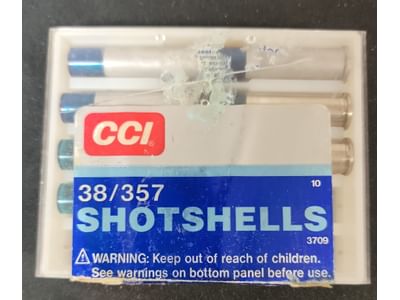 CCI
38/357
10
SHOTSHELLS
3709
WARNING: Keep out of reach of children.
See warnings on bottom panel before use.